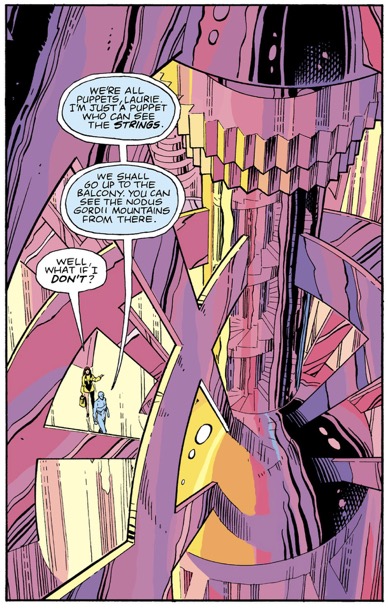 WE'RE ALL
PUPPETS, LAURIE.
I'M JUST A PUPPET
WHO CAN SEE
THE STRINGS.
WE SHALL
GO UP TO THE
BALCONY. YOU CAN
SEE THE NODUS
GORDII MOUNTAINS
FROM THERE.
WELL,
WHAT IF I
DON'T?